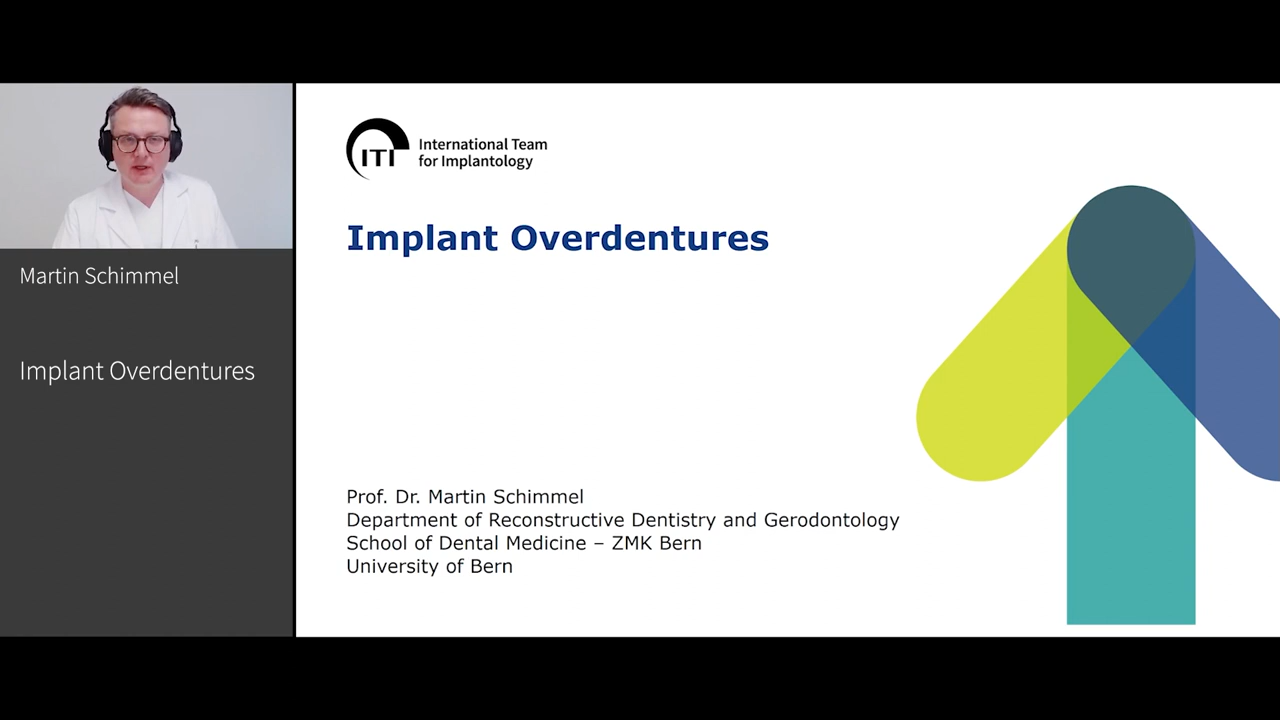 Martin Schimmel
Implant Overdentures
ITI
International Team
for Implantology
Implant Overdentures
Prof. Dr. Martin Schimmel
Department of Reconstructive Dentistry and Gerodontology
School of Dental Medicine – ZMK Bern
University of Bern